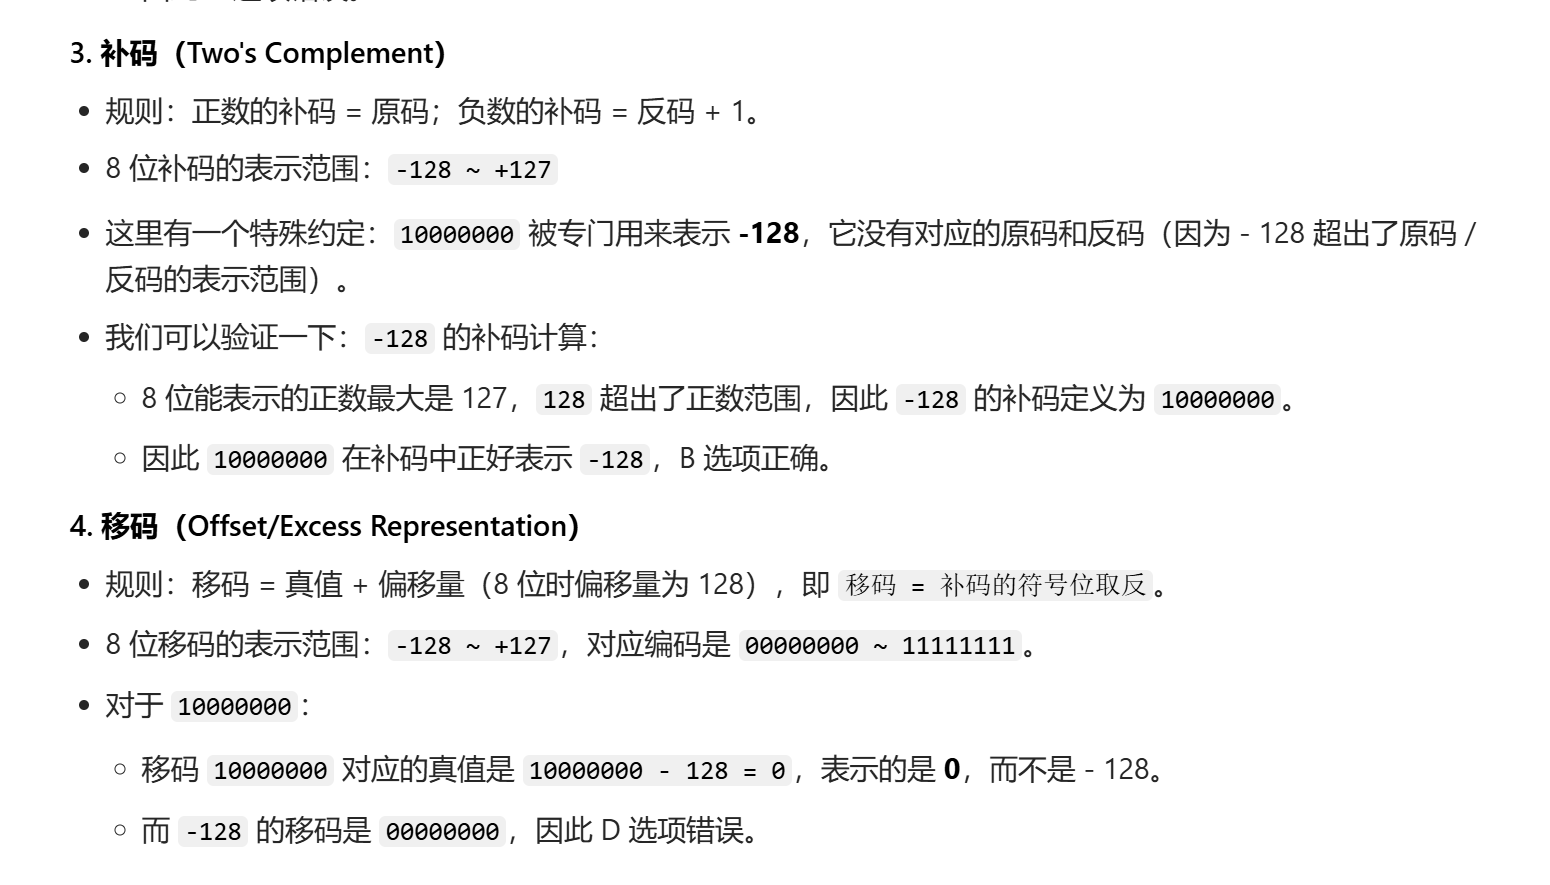 3. 补码（Two's Complement）
• 规则：正数的补码 = 原码；负数的补码 = 反码 + 1。
• 8 位补码的表示范围： -128 ~ +127
• 这里有一个特殊约定： 10000000 被专门用来表示 -128，它没有对应的原码和反码（因为 - 128 超出了原码 /
反码的表示范围）。
• 我们可以验证一下： -128 的补码计算：
○ 8 位能表示的正数最大是 127， 128 超出了正数范围，因此 -128 的补码定义为 10000000 。
○ 因此 10000000 在补码中正好表示 -128 ，B 选项正确。
4. 移码（Offset/Excess Representation）
• 规则：移码 = 真值 + 偏移量（8 位时偏移量为 128），即 移码 = 补码的符号位取反 。
• 8 位移码的表示范围： -128 ~ +127 ，对应编码是 00000000 ~ 11111111 。
• 对于 10000000 ：
○ 移码 10000000 对应的真值是 10000000 - 128 = 0 ，表示的是 0，而不是 - 128。
○ 而 -128 的移码是 00000000 ，因此 D 选项错误。